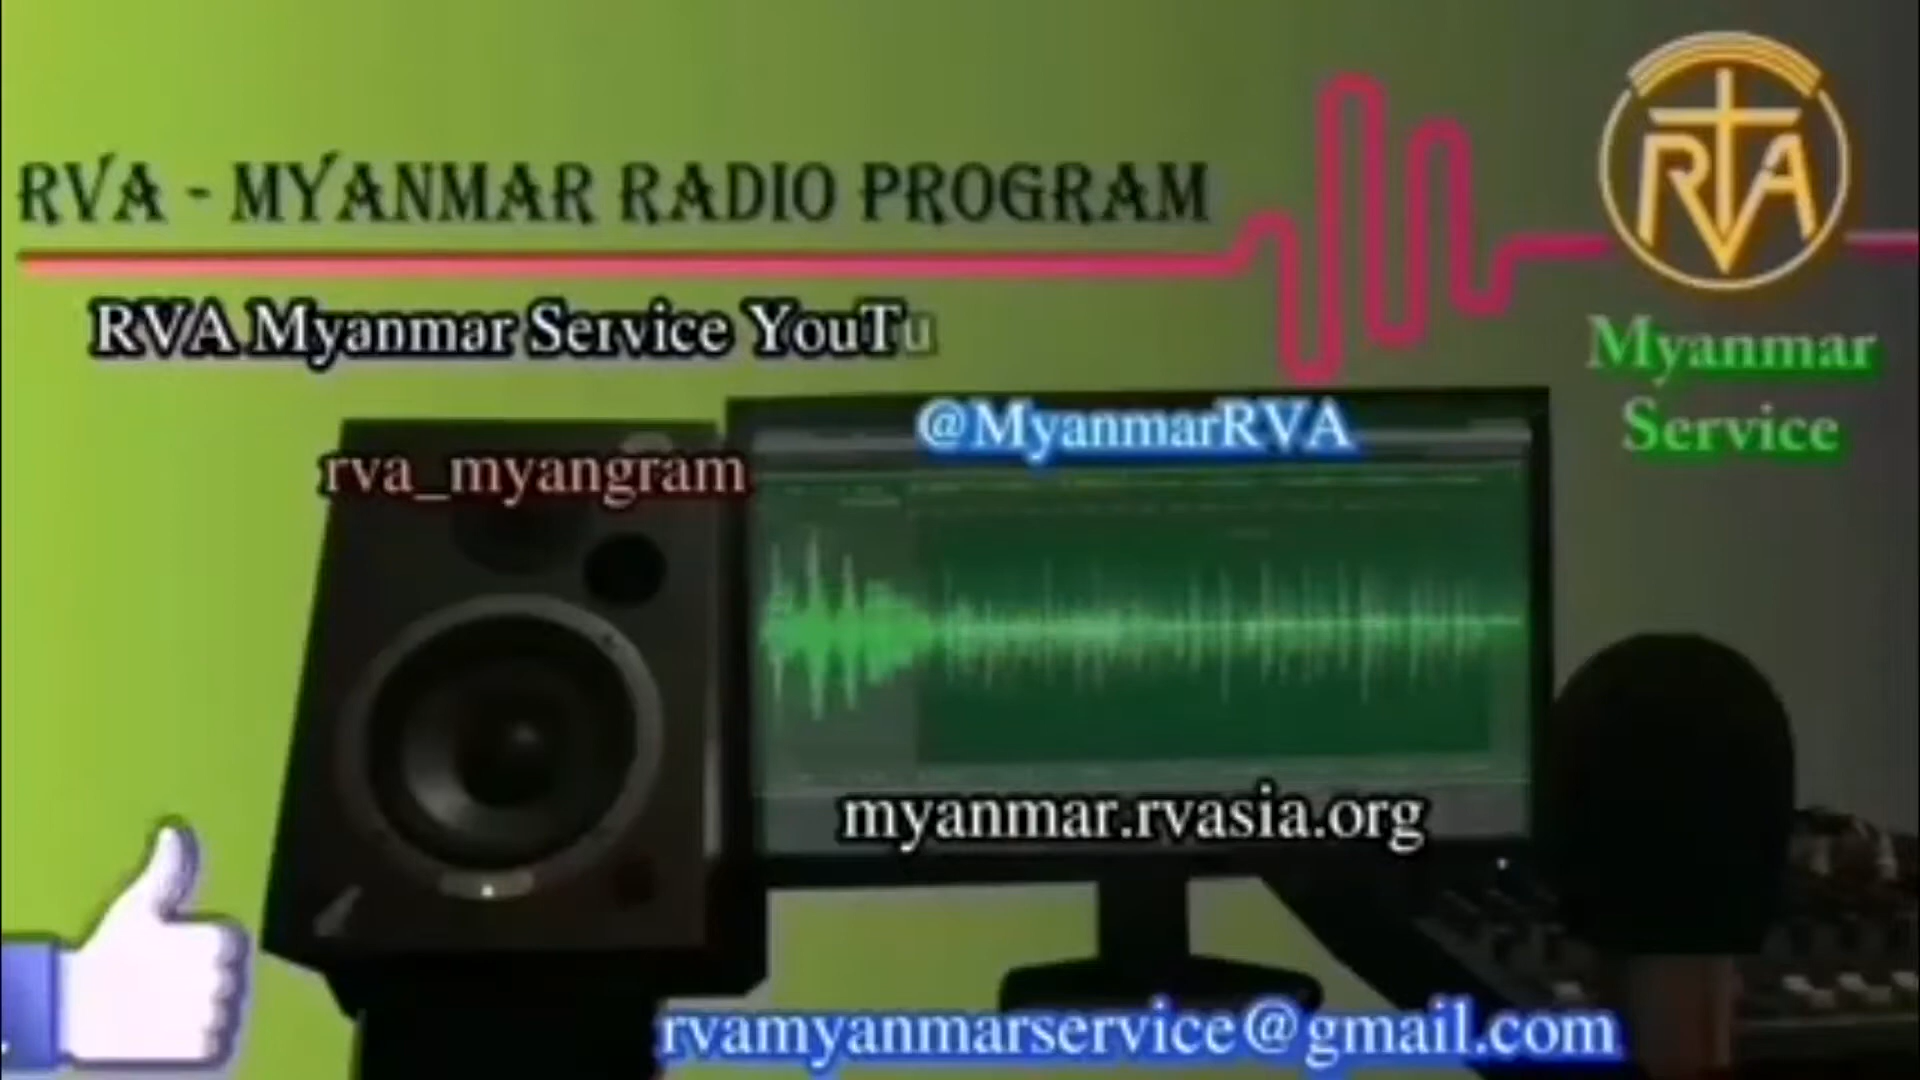 RVA - MYANMAR RADIO PROGRAM
RVA
RVA Myanmar Service YouTu
Myanmar
Service
@MyanmarRVA
rva_myangram
myanmar.rvasia.org
rvamyanmarservice@gmail.com